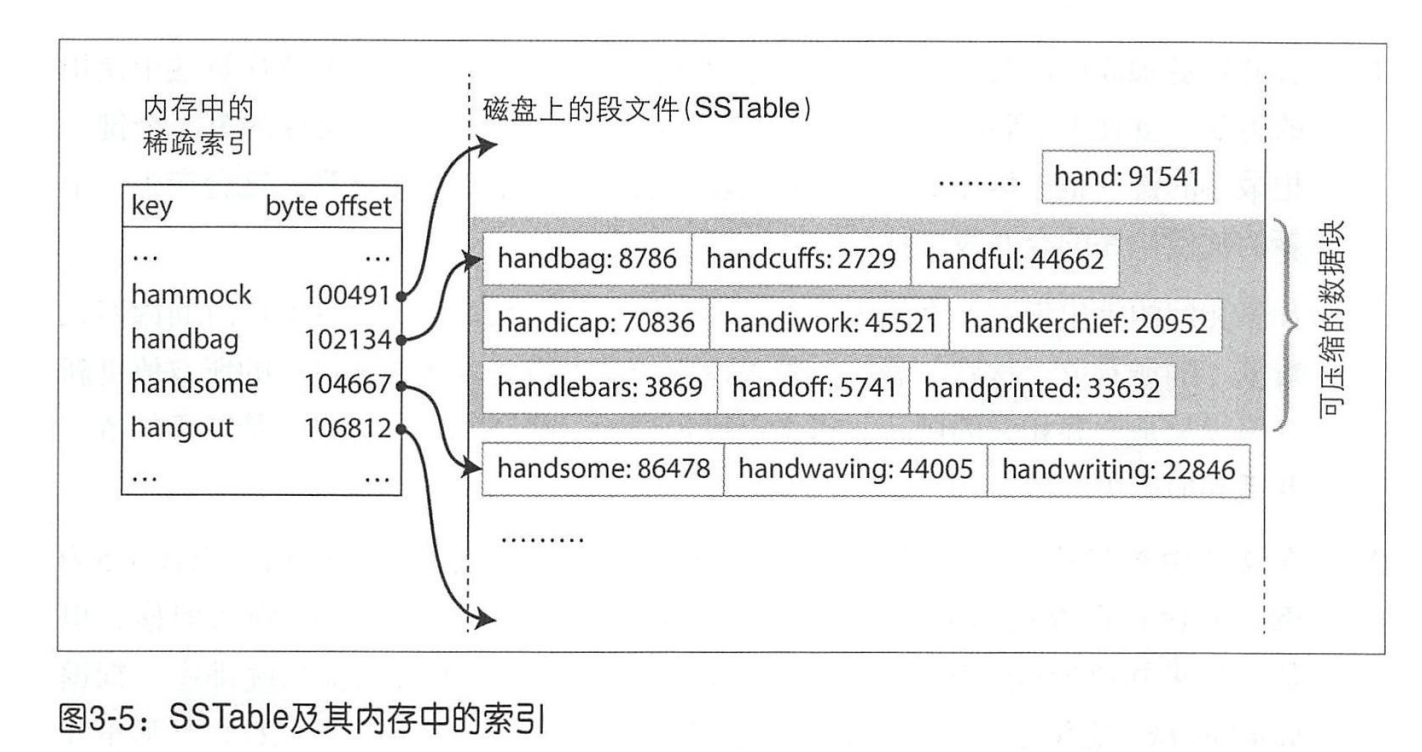 内存中的
稀疏索引
key byte offset
... ...
hammock 100491
handbag 102134
handsome 104667
hangout 106812
... ...
磁盘上的段文件(SSTable)
......... hand: 91541
handbag: 8786 handcuffs: 2729 handful: 44662
handicap: 70836 handiwork: 45521 handkerchief: 20952
handlebars: 3869 handoff: 5741 handprinted: 33632
handsome: 86478 handwaving: 44005 handwriting: 22846
.........
可压缩的数据块
图3-5：SSTable及其内存中的索引